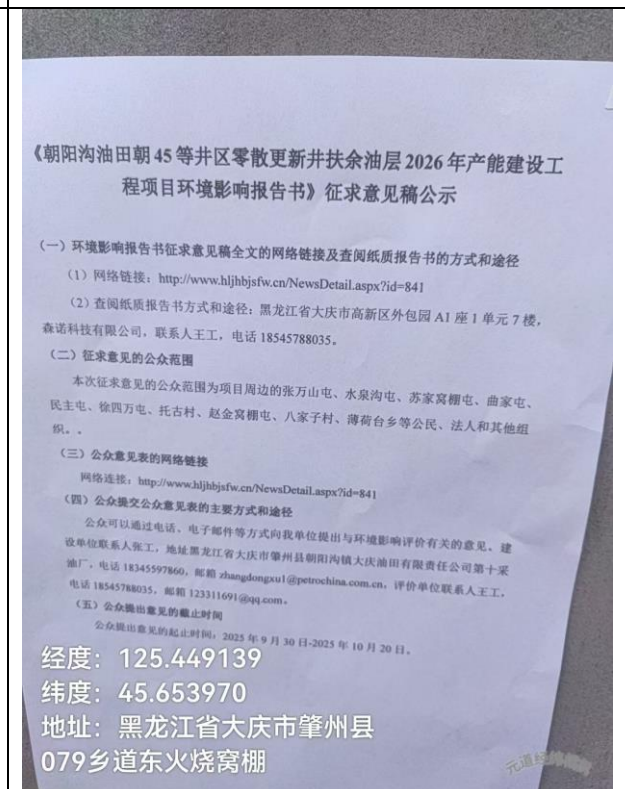 《朝阳沟油田朝45等井区零散更新井扶余油层2026年产能建设工
程项目环境影响报告书》征求意见稿公示
(一)环境影响报告书征求意见稿全文的网络链接及查阅纸质报告书的方式和途径
(1)网络链接:http://www.hljhbjsfw.cn/NewsDetail.aspx?id=841
(2)查阅纸质报告书方式和途径:黑龙江省大庆市高新区外包园A1座1单元7楼,
森诺科技有限公司,联系人王工,电话18545788035。
(二)征求意见的公众范围
本次征求意见的公众范围为项目周边的张万山屯、水泉沟屯、苏家窝棚屯、曲家屯、
民主屯、徐四万屯、托古村、赵金窝棚屯、八家子村、薄荷台乡等公民、法人和其他组
织。。
(三)公众意见表的网络链接
网络连接:http://www.hljhbjsfw.cn/NewsDetail.aspx?id=841
(四)公众提交公众意见表的主要方式和途径
公众可以通过电话、电子邮件等方式向我单位提出与环境影响评价有关的意见。建
设单位联系人张工,地址黑龙江省大庆市肇州县朝阳沟镇大庆油田有限责任公司第十采
油厂,电话18345597860,邮箱zhangdongxu1@petrochina.com.cn,评价单位联系人王工,
电话18545788035,邮箱123311691@qq.com。
(五)公众提出意见的截止时间
公众提出意见的起止时间,2025年9月30日-2025年10月20日。
经度:125.449139
纬度:45.653970
地址:黑龙江省大庆市肇州县
079乡道东火烧窝棚
元道经纬相机